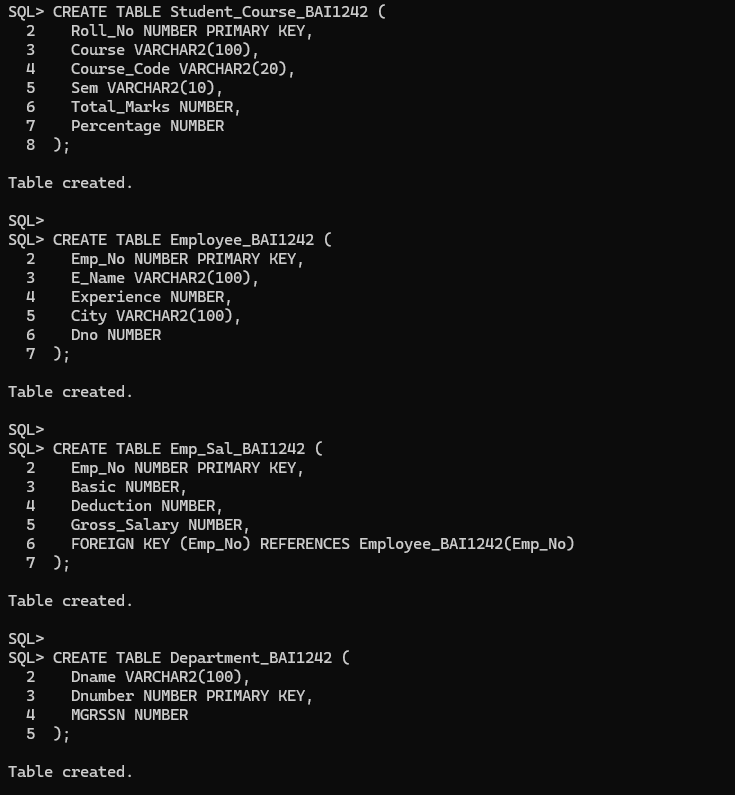 SQL> CREATE TABLE Student_Course_BAI1242 (
  2    Roll_No NUMBER PRIMARY KEY,
  3    Course VARCHAR2(100),
  4    Course_Code VARCHAR2(20),
  5    Sem VARCHAR2(10),
  6    Total_Marks NUMBER,
  7    Percentage NUMBER
  8  );

Table created.

SQL>
SQL> CREATE TABLE Employee_BAI1242 (
  2    Emp_No NUMBER PRIMARY KEY,
  3    E_Name VARCHAR2(100),
  4    Experience NUMBER,
  5    City VARCHAR2(100),
  6    Dno NUMBER
  7  );

Table created.

SQL>
SQL> CREATE TABLE Emp_Sal_BAI1242 (
  2    Emp_No NUMBER PRIMARY KEY,
  3    Basic NUMBER,
  4    Deduction NUMBER,
  5    Gross_Salary NUMBER,
  6    FOREIGN KEY (Emp_No) REFERENCES Employee_BAI1242(Emp_No)
  7  );

Table created.

SQL>
SQL> CREATE TABLE Department_BAI1242 (
  2    Dname VARCHAR2(100),
  3    Dnumber NUMBER PRIMARY KEY,
  4    MGRSSN NUMBER
  5  );

Table created.